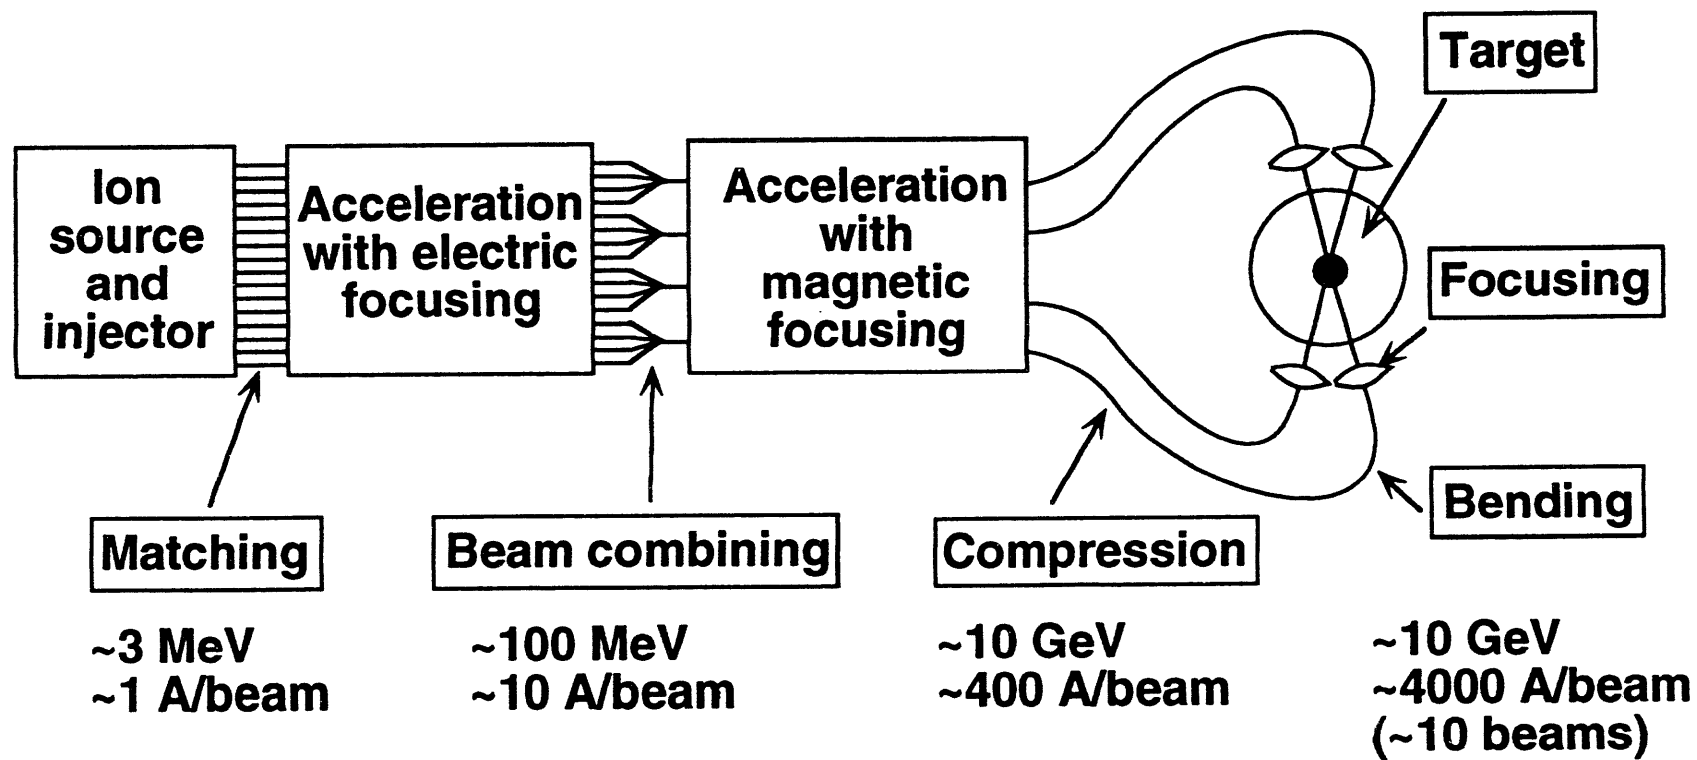 Ion
source
and
injector
Acceleration
with electric
focusing
Acceleration
with
magnetic
focusing
Target
Focusing
Bending
Matching
Beam combining
Compression
~3 MeV
~1 A/beam
~100 MeV
~10 A/beam
~10 GeV
~400 A/beam
~10 GeV
~4000 A/beam
(~10 beams)